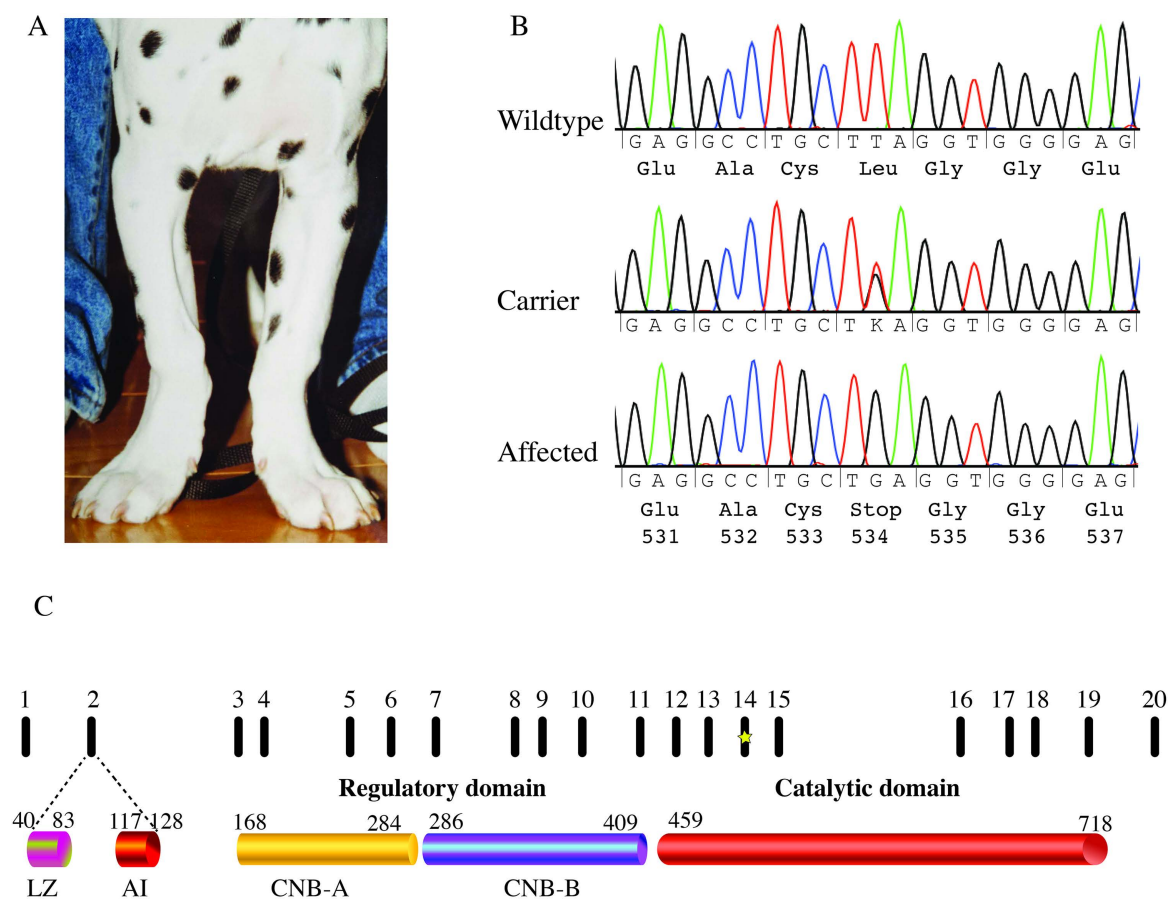 A
B
Wildtype
G A G G C C T G C T T A G G T G G G G A G
Glu Ala Cys Leu Gly Gly Glu
Carrier
G A G G C C T G C T K A G G T G G G G A G
Affected
G A G G C C T G C T G A G G T G G G G A G
Glu Ala Cys Stop Gly Gly Glu
531 532 533 534 535 536 537
C
1 2 3 4 5 6 7 8 9 10 11 12 13 14 15 16 17 18 19 20
Regulatory domain Catalytic domain
40 83 117 128 168 284 286 409 459 718
LZ AI CNB-A CNB-B